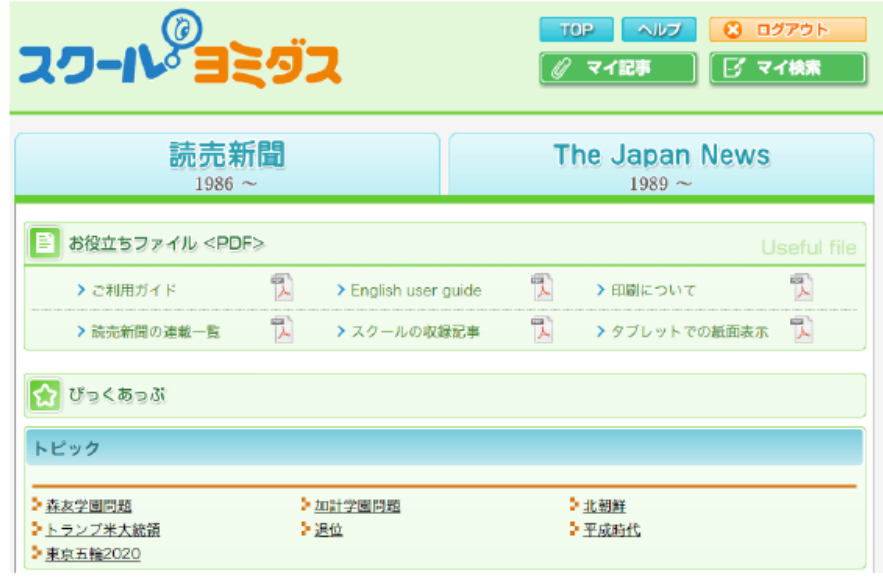 スクールヨミダス
TOP ヘルプ ログアウト
マイ記事 マイ検索
読売新聞 The Japan News
1986 ～ 1989 ～
お役立ちファイル <PDF> Useful file
ご利用ガイド English user guide 印刷について
読売新聞の連載一覧 スクールの収録記事 タブレットでの紙面表示
ぴっくあっぷ
トピック
森友学園問題 加計学園問題 北朝鮮
トランプ米大統領 退位 平成時代
東京五輪2020